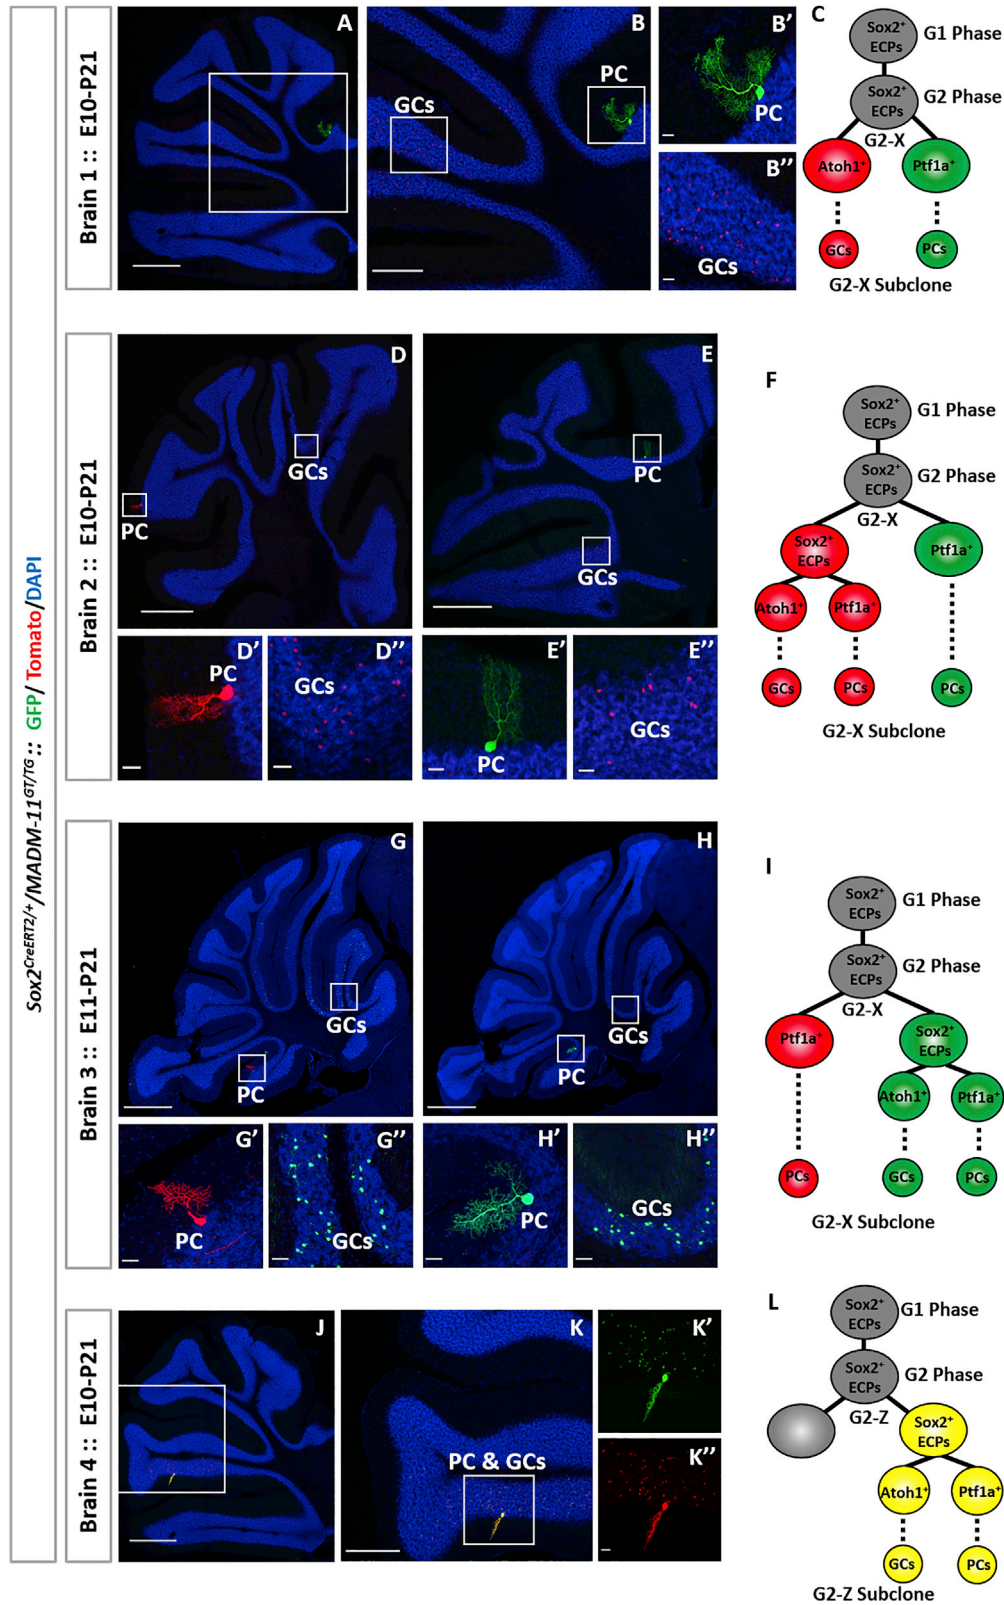 Sox2CreERT2/+/MADM-11GT/TG :: GFP/ Tomato/DAPI
Brain 1 :: E10-P21
A
B
GCs
PC
B'
PC
B''
GCs
C
Sox2+
ECPs
G1 Phase
Sox2+
ECPs
G2 Phase
G2-X
Atoh1+
Ptf1a+
GCs
PCs
G2-X Subclone
Brain 2 :: E10-P21
D
GCs
PC
E
PC
GCs
D'
PC
D''
GCs
E'
PC
E''
GCs
F
Sox2+
ECPs
G1 Phase
Sox2+
ECPs
G2 Phase
G2-X
Sox2+
ECPs
Ptf1a+
Atoh1+
Ptf1a+
GCs
PCs
PCs
G2-X Subclone
Brain 3 :: E11-P21
G
GCs
PC
H
GCs
PC
G'
PC
G''
GCs
H'
PC
H''
GCs
I
Sox2+
ECPs
G1 Phase
Sox2+
ECPs
G2 Phase
G2-X
Ptf1a+
Sox2+
ECPs
Atoh1+
Ptf1a+
PCs
GCs
PCs
G2-X Subclone
Brain 4 :: E10-P21
J
K
PC & GCs
K'
K''
L
Sox2+
ECPs
G1 Phase
Sox2+
ECPs
G2 Phase
G2-Z
Sox2+
ECPs
Atoh1+
Ptf1a+
GCs
PCs
G2-Z Subclone